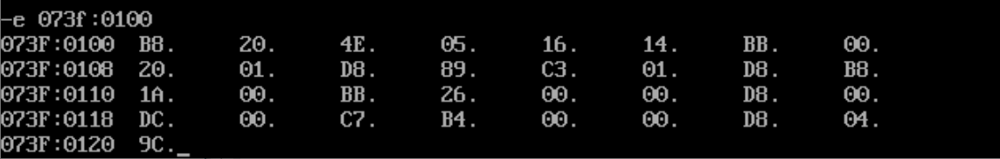 -e 073f:0100
073F:0100 B8. 20. 4E. 05. 16. 14. BB. 00.
073F:0108 20. 01. D8. 89. C3. 01. D8. B8.
073F:0110 1A. 00. BB. 26. 00. 00. D8. 00.
073F:0118 DC. 00. C7. B4. 00. 00. D8. 04.
073F:0120 9C._